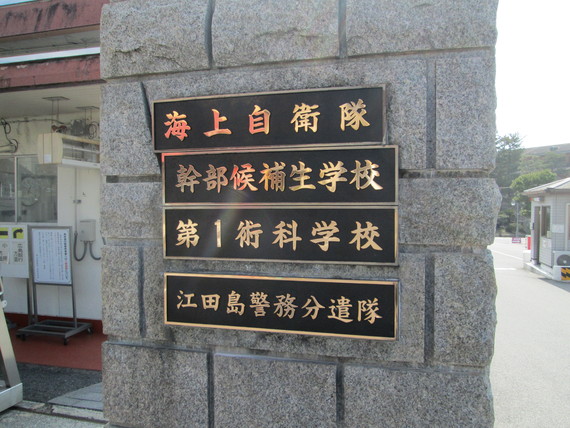 海上自衛隊
幹部候補生学校
第1術科学校
江田島警務分遣隊